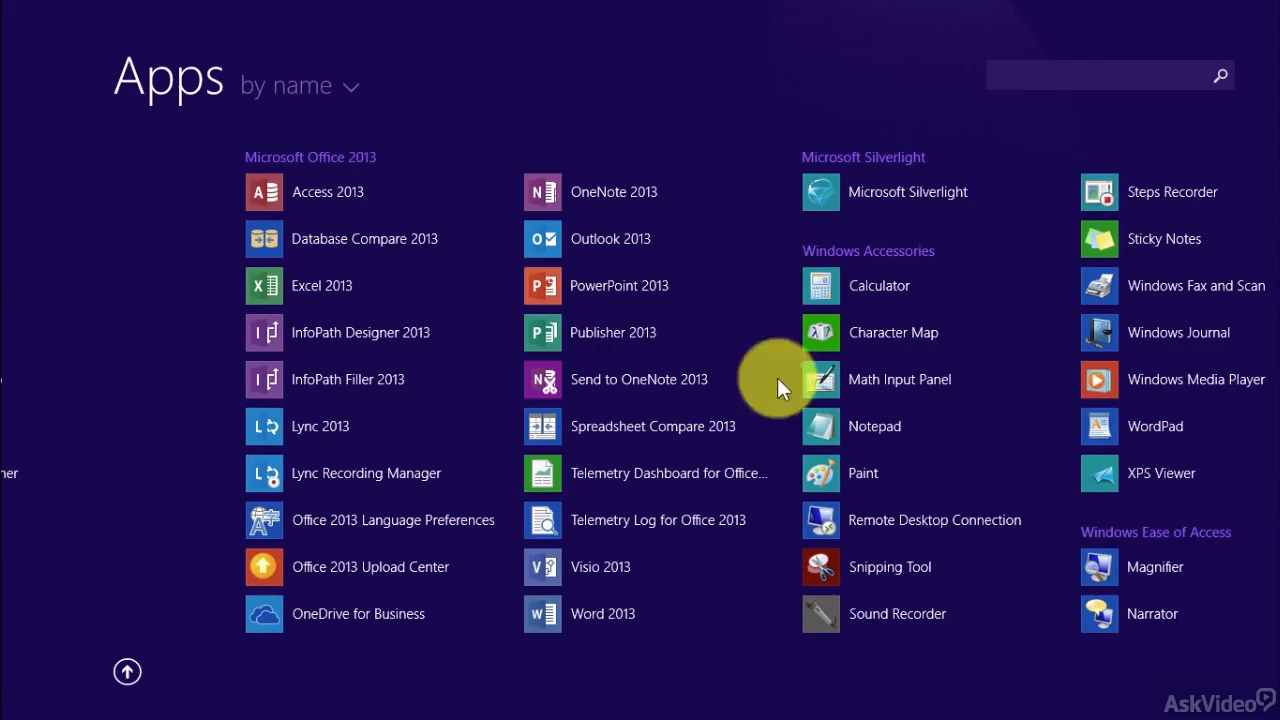 Apps by name
Microsoft Office 2013
Access 2013
Database Compare 2013
Excel 2013
InfoPath Designer 2013
InfoPath Filler 2013
Lync 2013
Lync Recording Manager
Office 2013 Language Preferences
Office 2013 Upload Center
OneDrive for Business
OneNote 2013
Outlook 2013
PowerPoint 2013
Publisher 2013
Send to OneNote 2013
Spreadsheet Compare 2013
Telemetry Dashboard for Office...
Telemetry Log for Office 2013
Visio 2013
Word 2013
Microsoft Silverlight
Microsoft Silverlight
Windows Accessories
Calculator
Character Map
Math Input Panel
Notepad
Paint
Remote Desktop Connection
Snipping Tool
Sound Recorder
Steps Recorder
Sticky Notes
Windows Fax and Scan
Windows Journal
Windows Media Player
WordPad
XPS Viewer
Windows Ease of Access
Magnifier
Narrator
ner
AskVideo